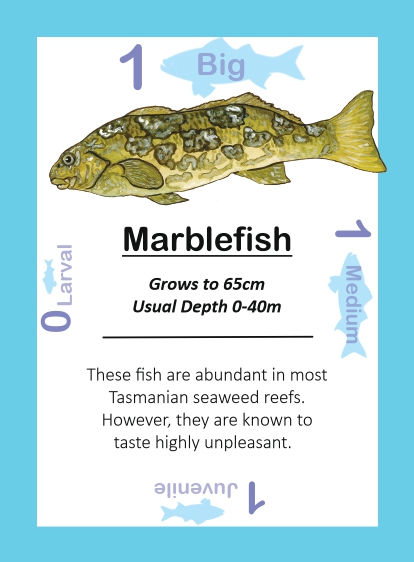 1 Big
Marblefish
Grows to 65cm
Usual Depth 0-40m
0 Larval
1 Medium
These fish are abundant in most
Tasmanian seaweed reefs.
However, they are known to
taste highly unpleasant.
1 Juvenile